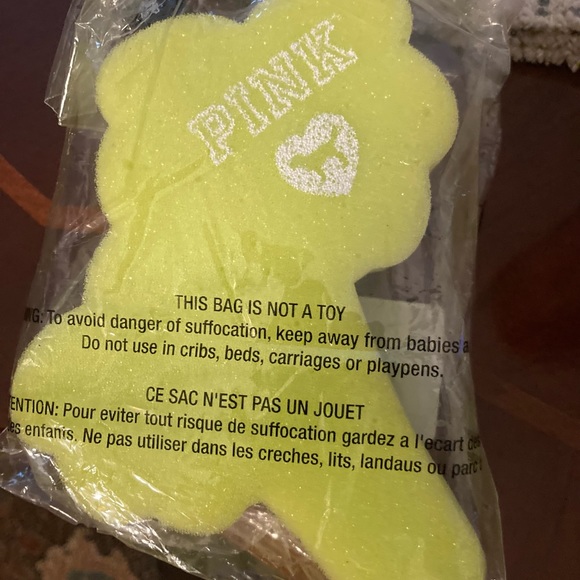 PINK
THIS BAG IS NOT A TOY
To avoid danger of suffocation, keep away from babies
Do not use in cribs, beds, carriages or playpens.
CE SAC N'EST PAS UN JOUET
Pour eviter tout risque de suffocation gardez a l'ecart
enfants. Ne pas utiliser dans les creches, lits, landaus ou